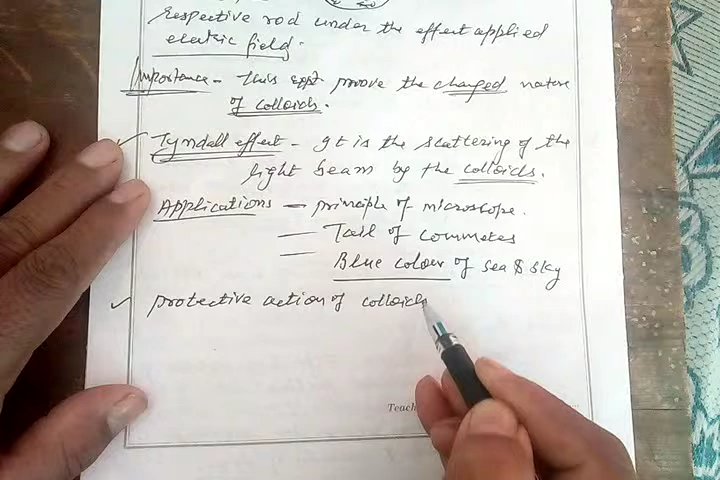 respective rod under the effect applied
electric field.
Importance - This expt proove the charged nature
of colloids.
Tyndall effect - It is the scattering of the
light beam by the colloids.
Applications - principle of microscope.
- Tail of commetes
- Blue colour of sea & sky
protective action of colloids
Teach